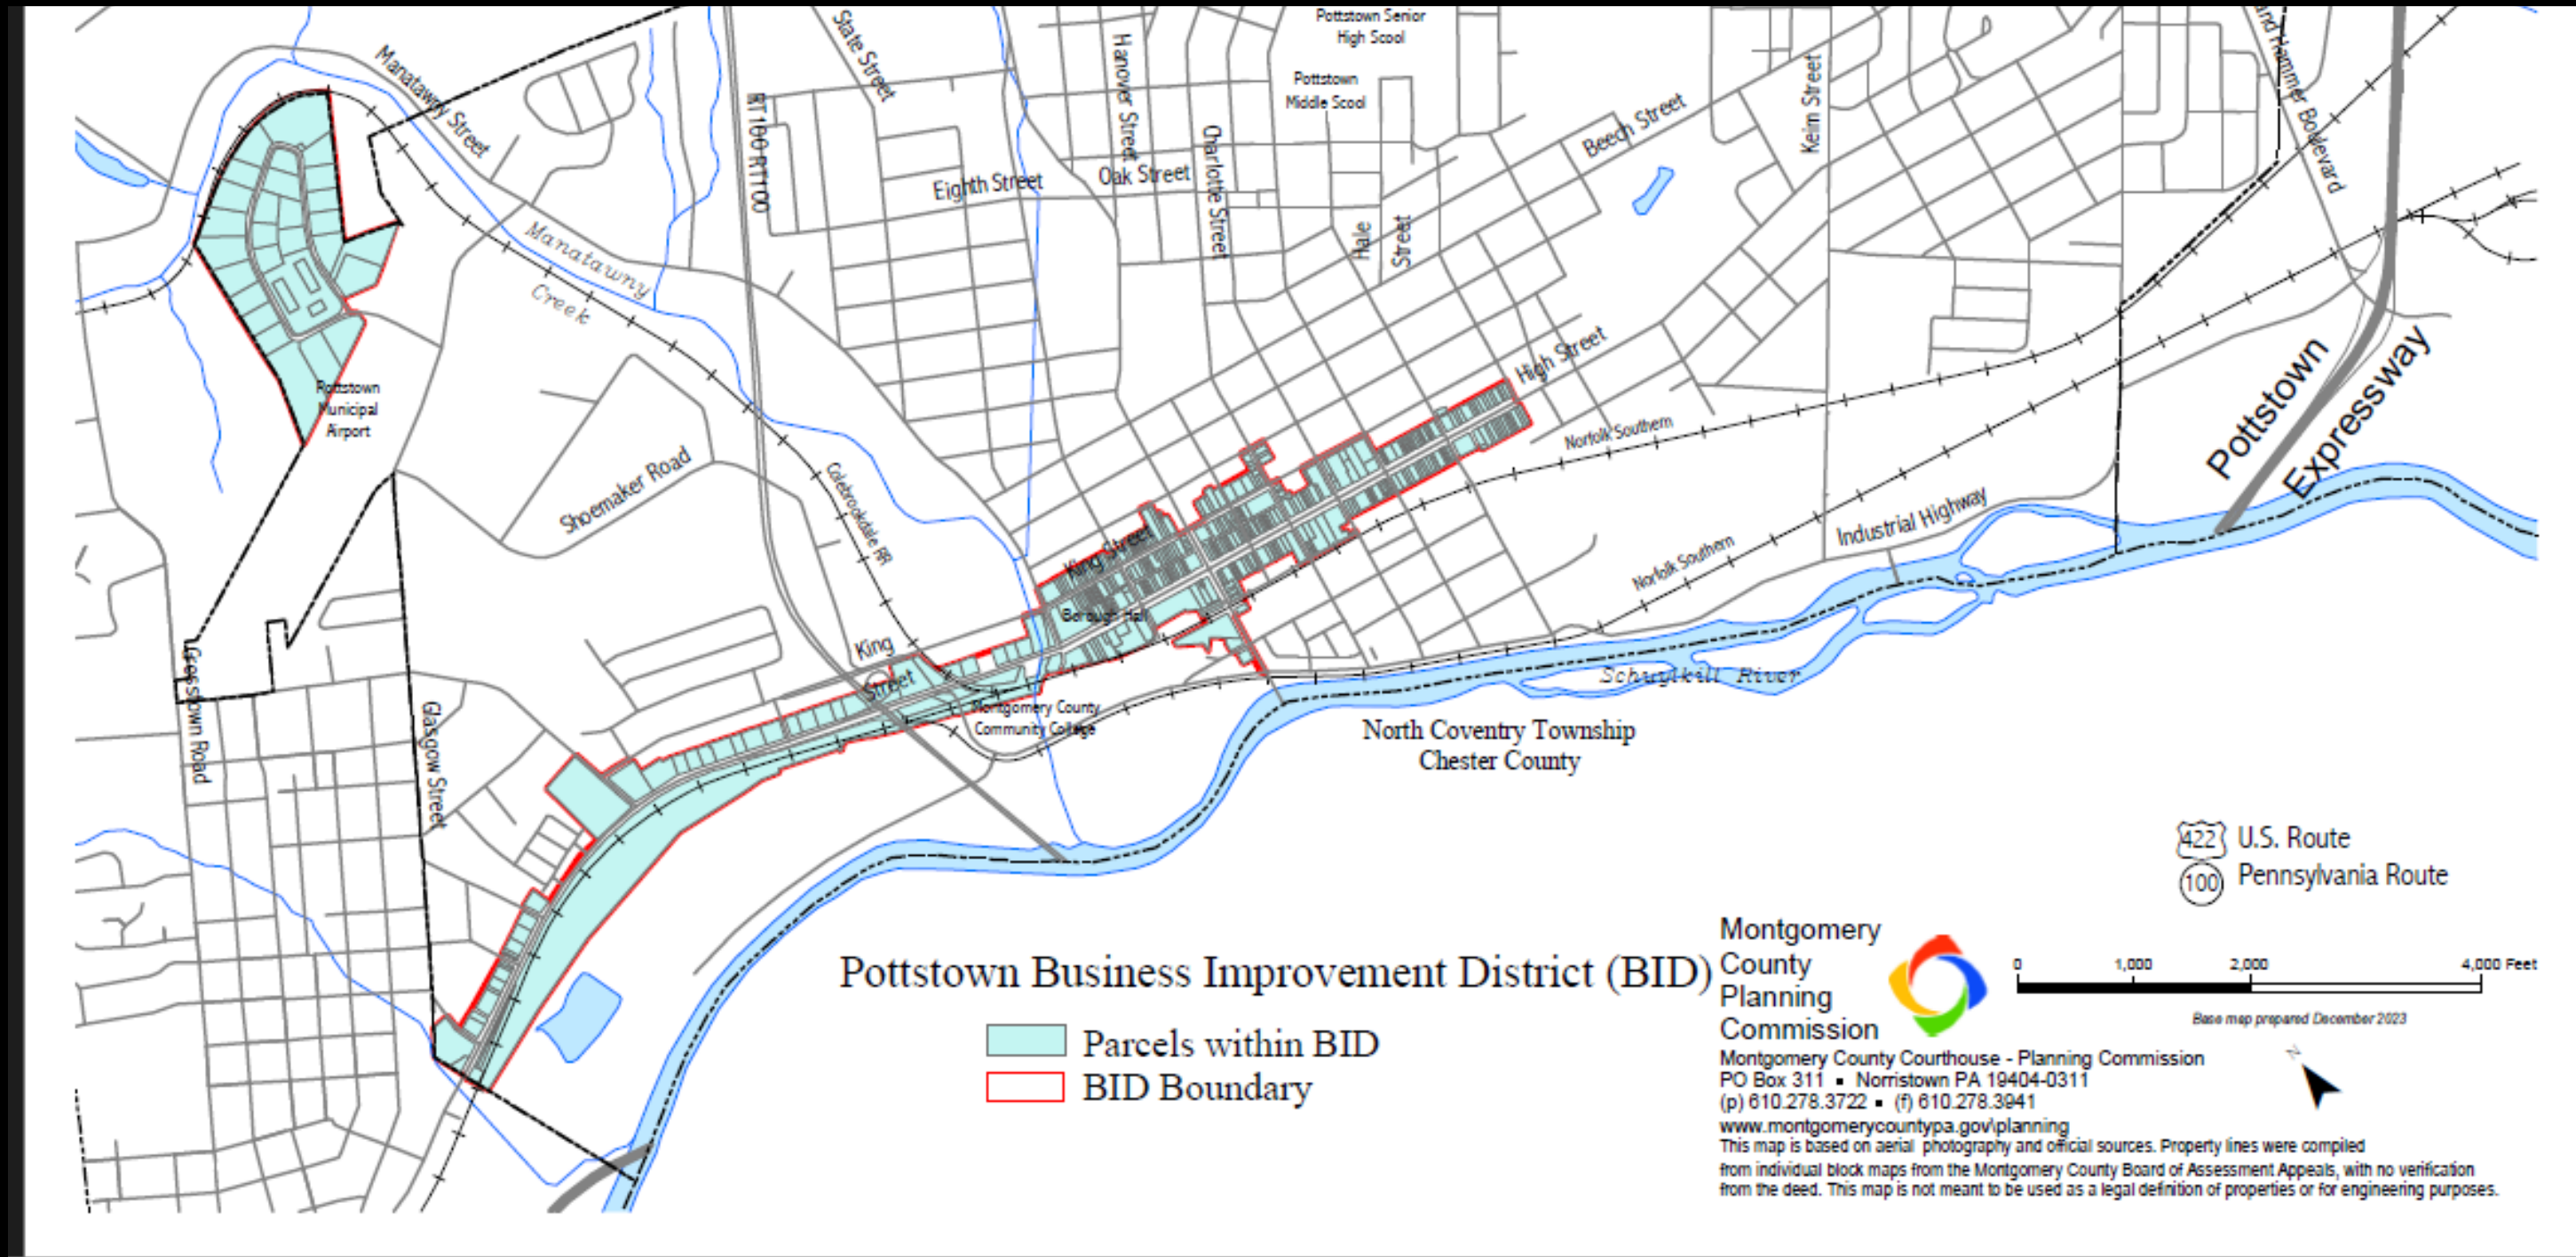 Pottstown Senior
High Scool
Pottstown
Middle Scool
State Street
Hanover Street
Manatawny Street
RT100 RT100
Charlotte Street
Eighth Street
Oak Street
Hale
Street
Beech Street
Keim Street
and Hammer Boulevard
Manatawny
Creek
Pottstown
Municipal
Airport
Shoemaker Road
Colebrookdale RR
High Street
Norfolk Southern
Pottstown
Expressway
King Street
Borough Hall
Industrial Highway
Norfolk Southern
King
Street
Grosstown Road
Glasgow Street
Montgomery County
Community College
Schuylkill River
North Coventry Township
Chester County
422 U.S. Route
100 Pennsylvania Route
Pottstown Business Improvement District (BID)
Parcels within BID
BID Boundary
Montgomery
County
Planning
Commission
0 1,000 2,000 4,000 Feet
Base map prepared December 2023
N
Montgomery County Courthouse - Planning Commission
PO Box 311 ▪ Norristown PA 19404-0311
(p) 610.278.3722 ▪ (f) 610.278.3941
www.montgomerycountypa.gov\planning
This map is based on aerial photography and official sources. Property lines were compiled
from individual block maps from the Montgomery County Board of Assessment Appeals, with no verification
from the deed. This map is not meant to be used as a legal definition of properties or for engineering purposes.